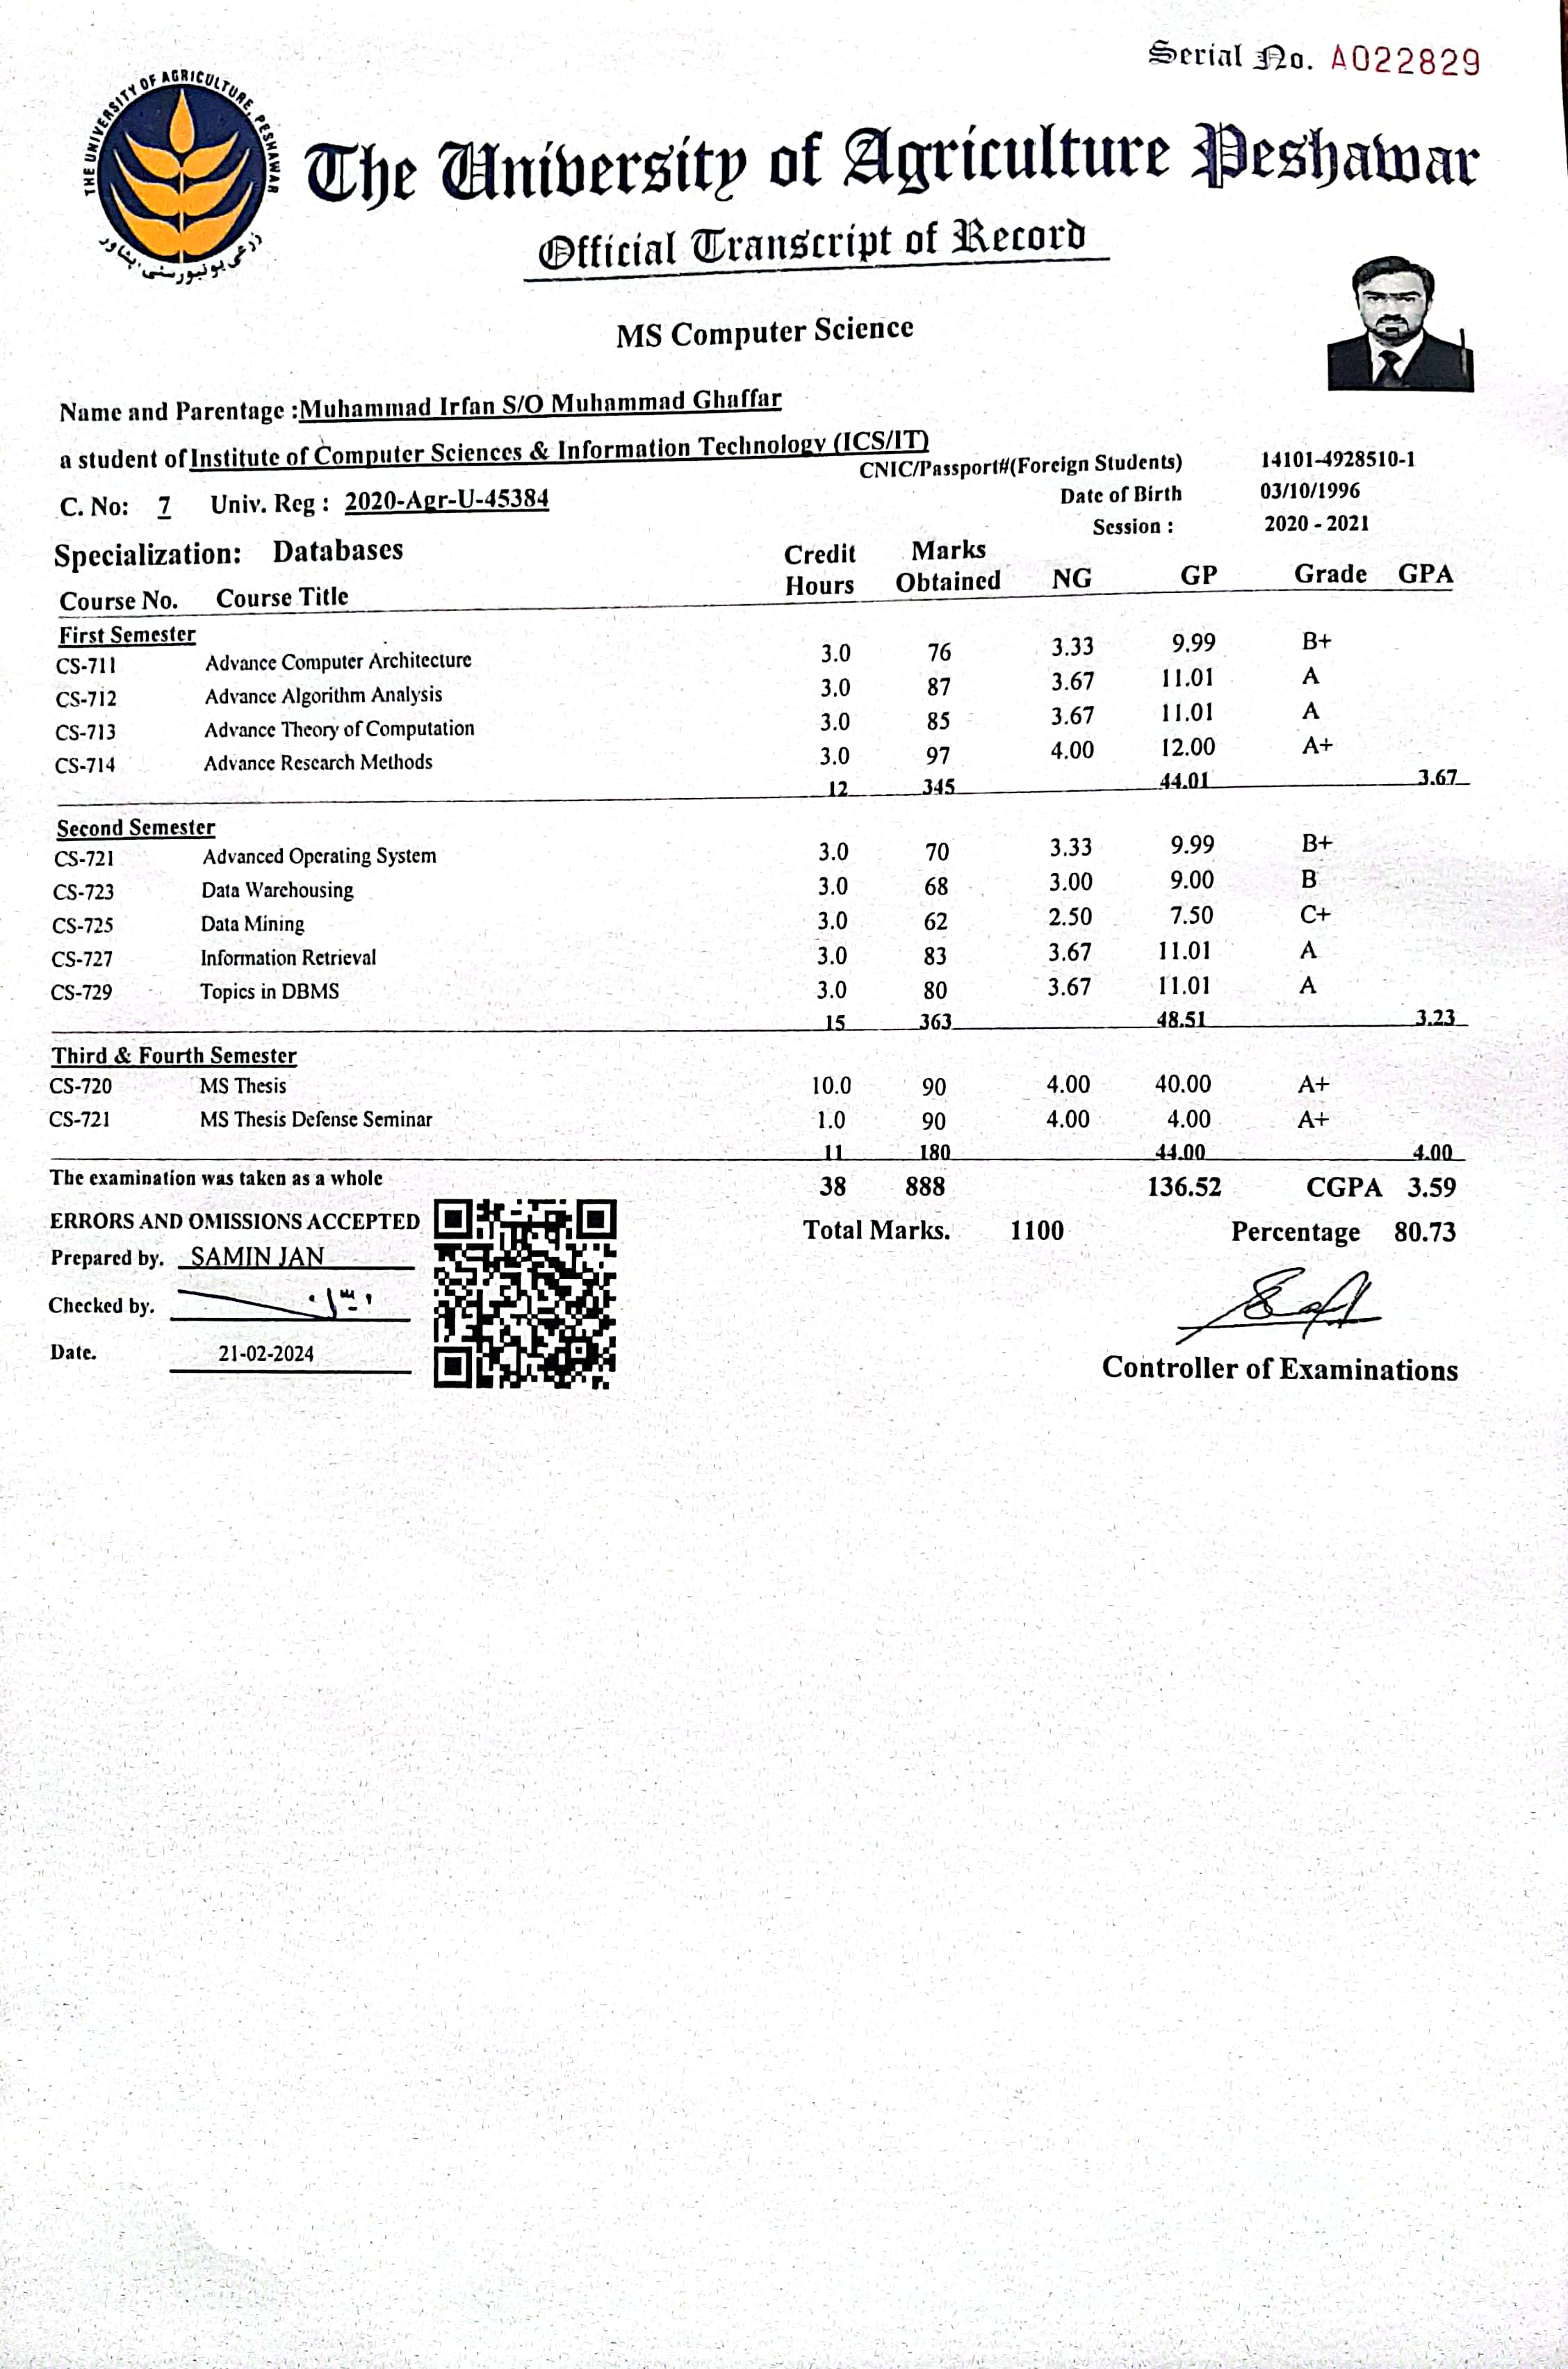 Serial No. A022829
THE UNIVERSITY OF AGRICULTURE, PESHAWAR
زرعی یونیورسٹی، پشاور
The University of Agriculture Peshawar
Official Transcript of Record
MS Computer Science
Name and Parentage :Muhammad Irfan S/O Muhammad Ghaffar
a student of Institute of Computer Sciences & Information Technology (ICS/IT)
CNIC/Passport#(Foreign Students) 14101-4928510-1
C. No: 7 Univ. Reg : 2020-Agr-U-45384
Date of Birth 03/10/1996
Session : 2020 - 2021
Specialization: Databases
Course No. Course Title Credit Hours Marks Obtained NG GP Grade GPA
First Semester
CS-711 Advance Computer Architecture 3.0 76 3.33 9.99 B+
CS-712 Advance Algorithm Analysis 3.0 87 3.67 11.01 A
CS-713 Advance Theory of Computation 3.0 85 3.67 11.01 A
CS-714 Advance Research Methods 3.0 97 4.00 12.00 A+
12 345 44.01 3.67
Second Semester
CS-721 Advanced Operating System 3.0 70 3.33 9.99 B+
CS-723 Data Warehousing 3.0 68 3.00 9.00 B
CS-725 Data Mining 3.0 62 2.50 7.50 C+
CS-727 Information Retrieval 3.0 83 3.67 11.01 A
CS-729 Topics in DBMS 3.0 80 3.67 11.01 A
15 363 48.51 3.23
Third & Fourth Semester
CS-720 MS Thesis 10.0 90 4.00 40.00 A+
CS-721 MS Thesis Defense Seminar 1.0 90 4.00 4.00 A+
11 180 44.00 4.00
The examination was taken as a whole 38 888 136.52 CGPA 3.59
ERRORS AND OMISSIONS ACCEPTED Total Marks. 1100 Percentage 80.73
Prepared by. SAMIN JAN
Checked by.
Date. 21-02-2024
Controller of Examinations